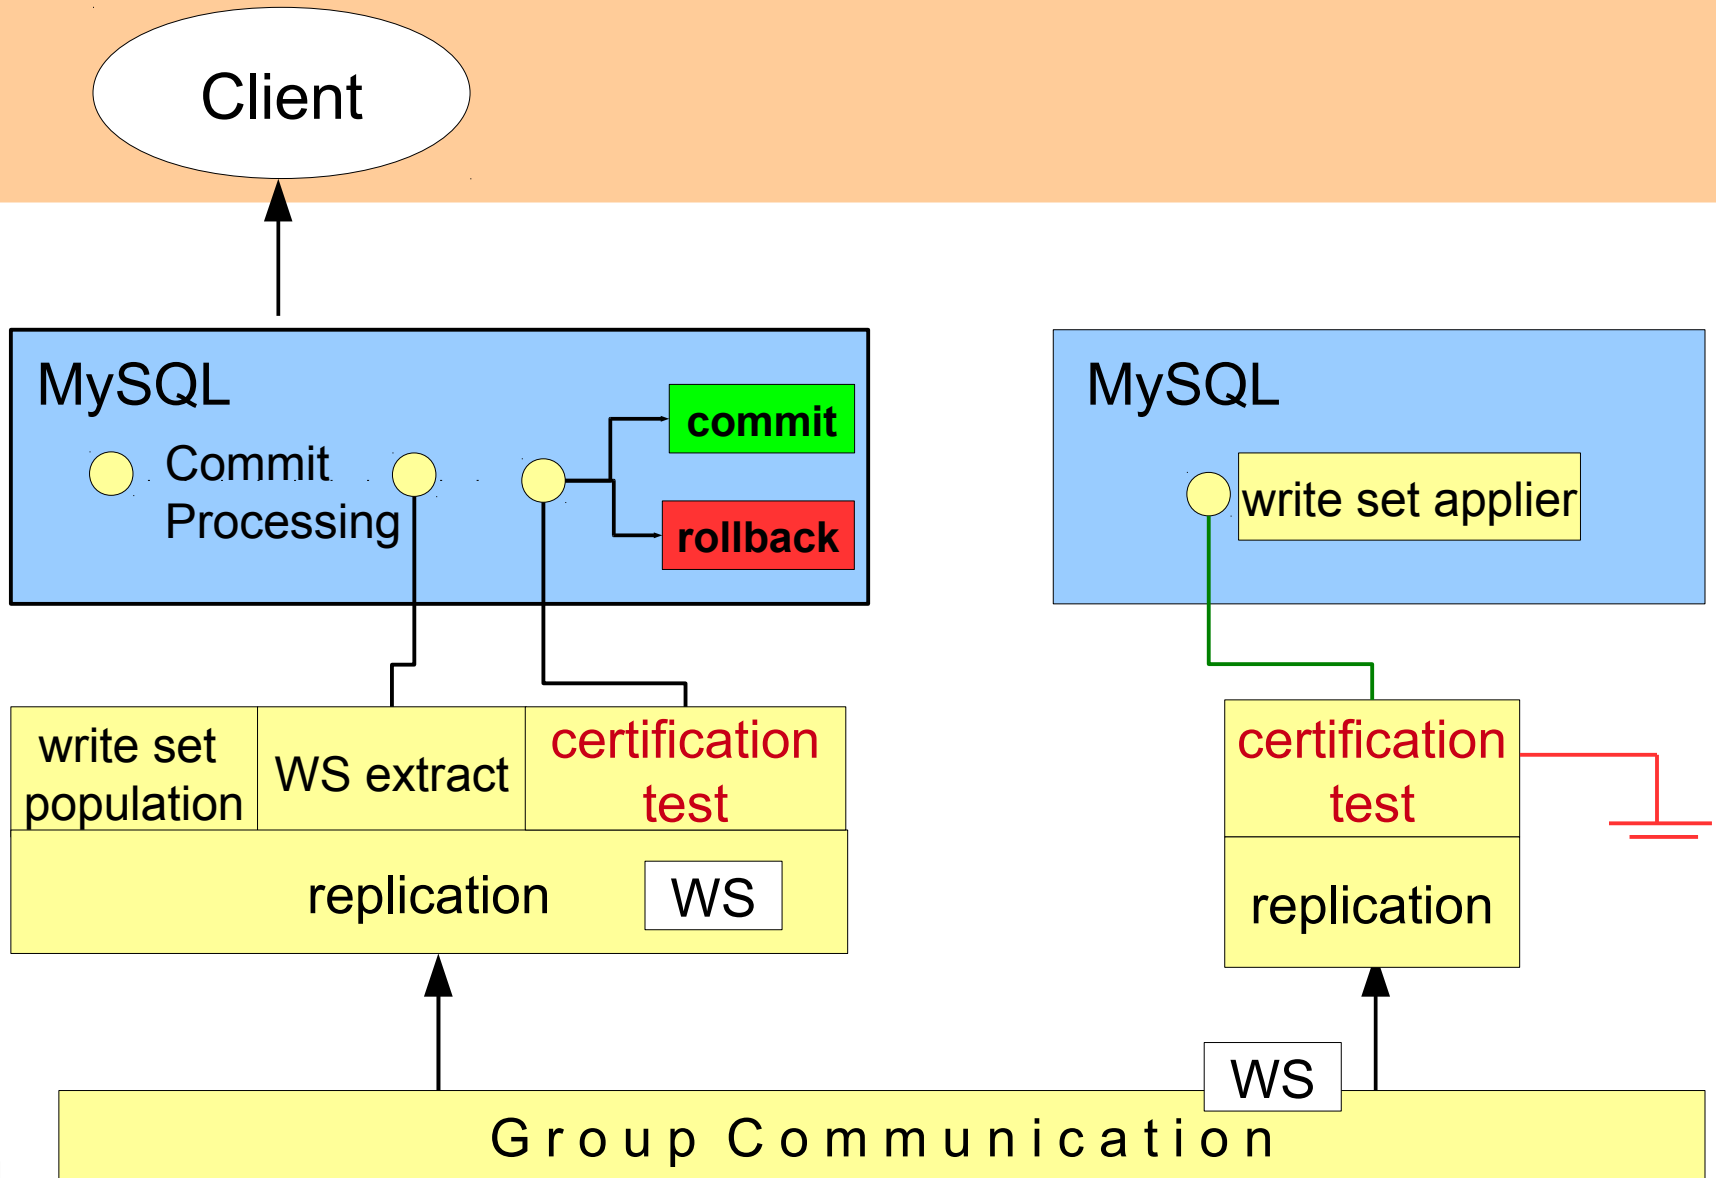 Client
MySQL
commit
Commit
Processing
rollback
MySQL
write set applier
write set
population
WS extract
certification
test
replication
WS
certification
test
replication
WS
Group Communication